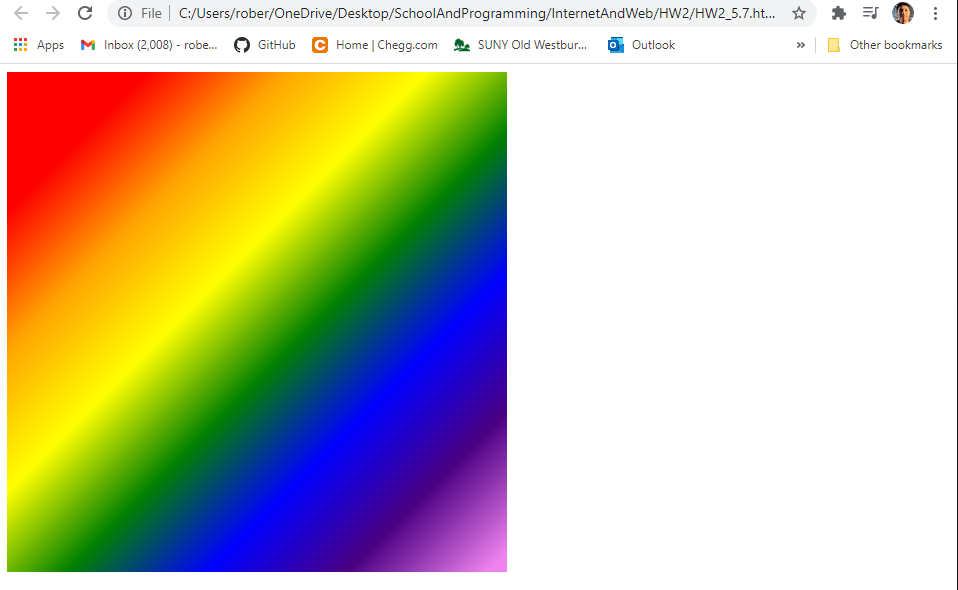 File C:/Users/rober/OneDrive/Desktop/SchoolAndProgramming/InternetAndWeb/HW2/HW2_5.7.ht...
Apps Inbox (2,008) - robe... GitHub Home | Chegg.com SUNY Old Westbur... Outlook » Other bookmarks